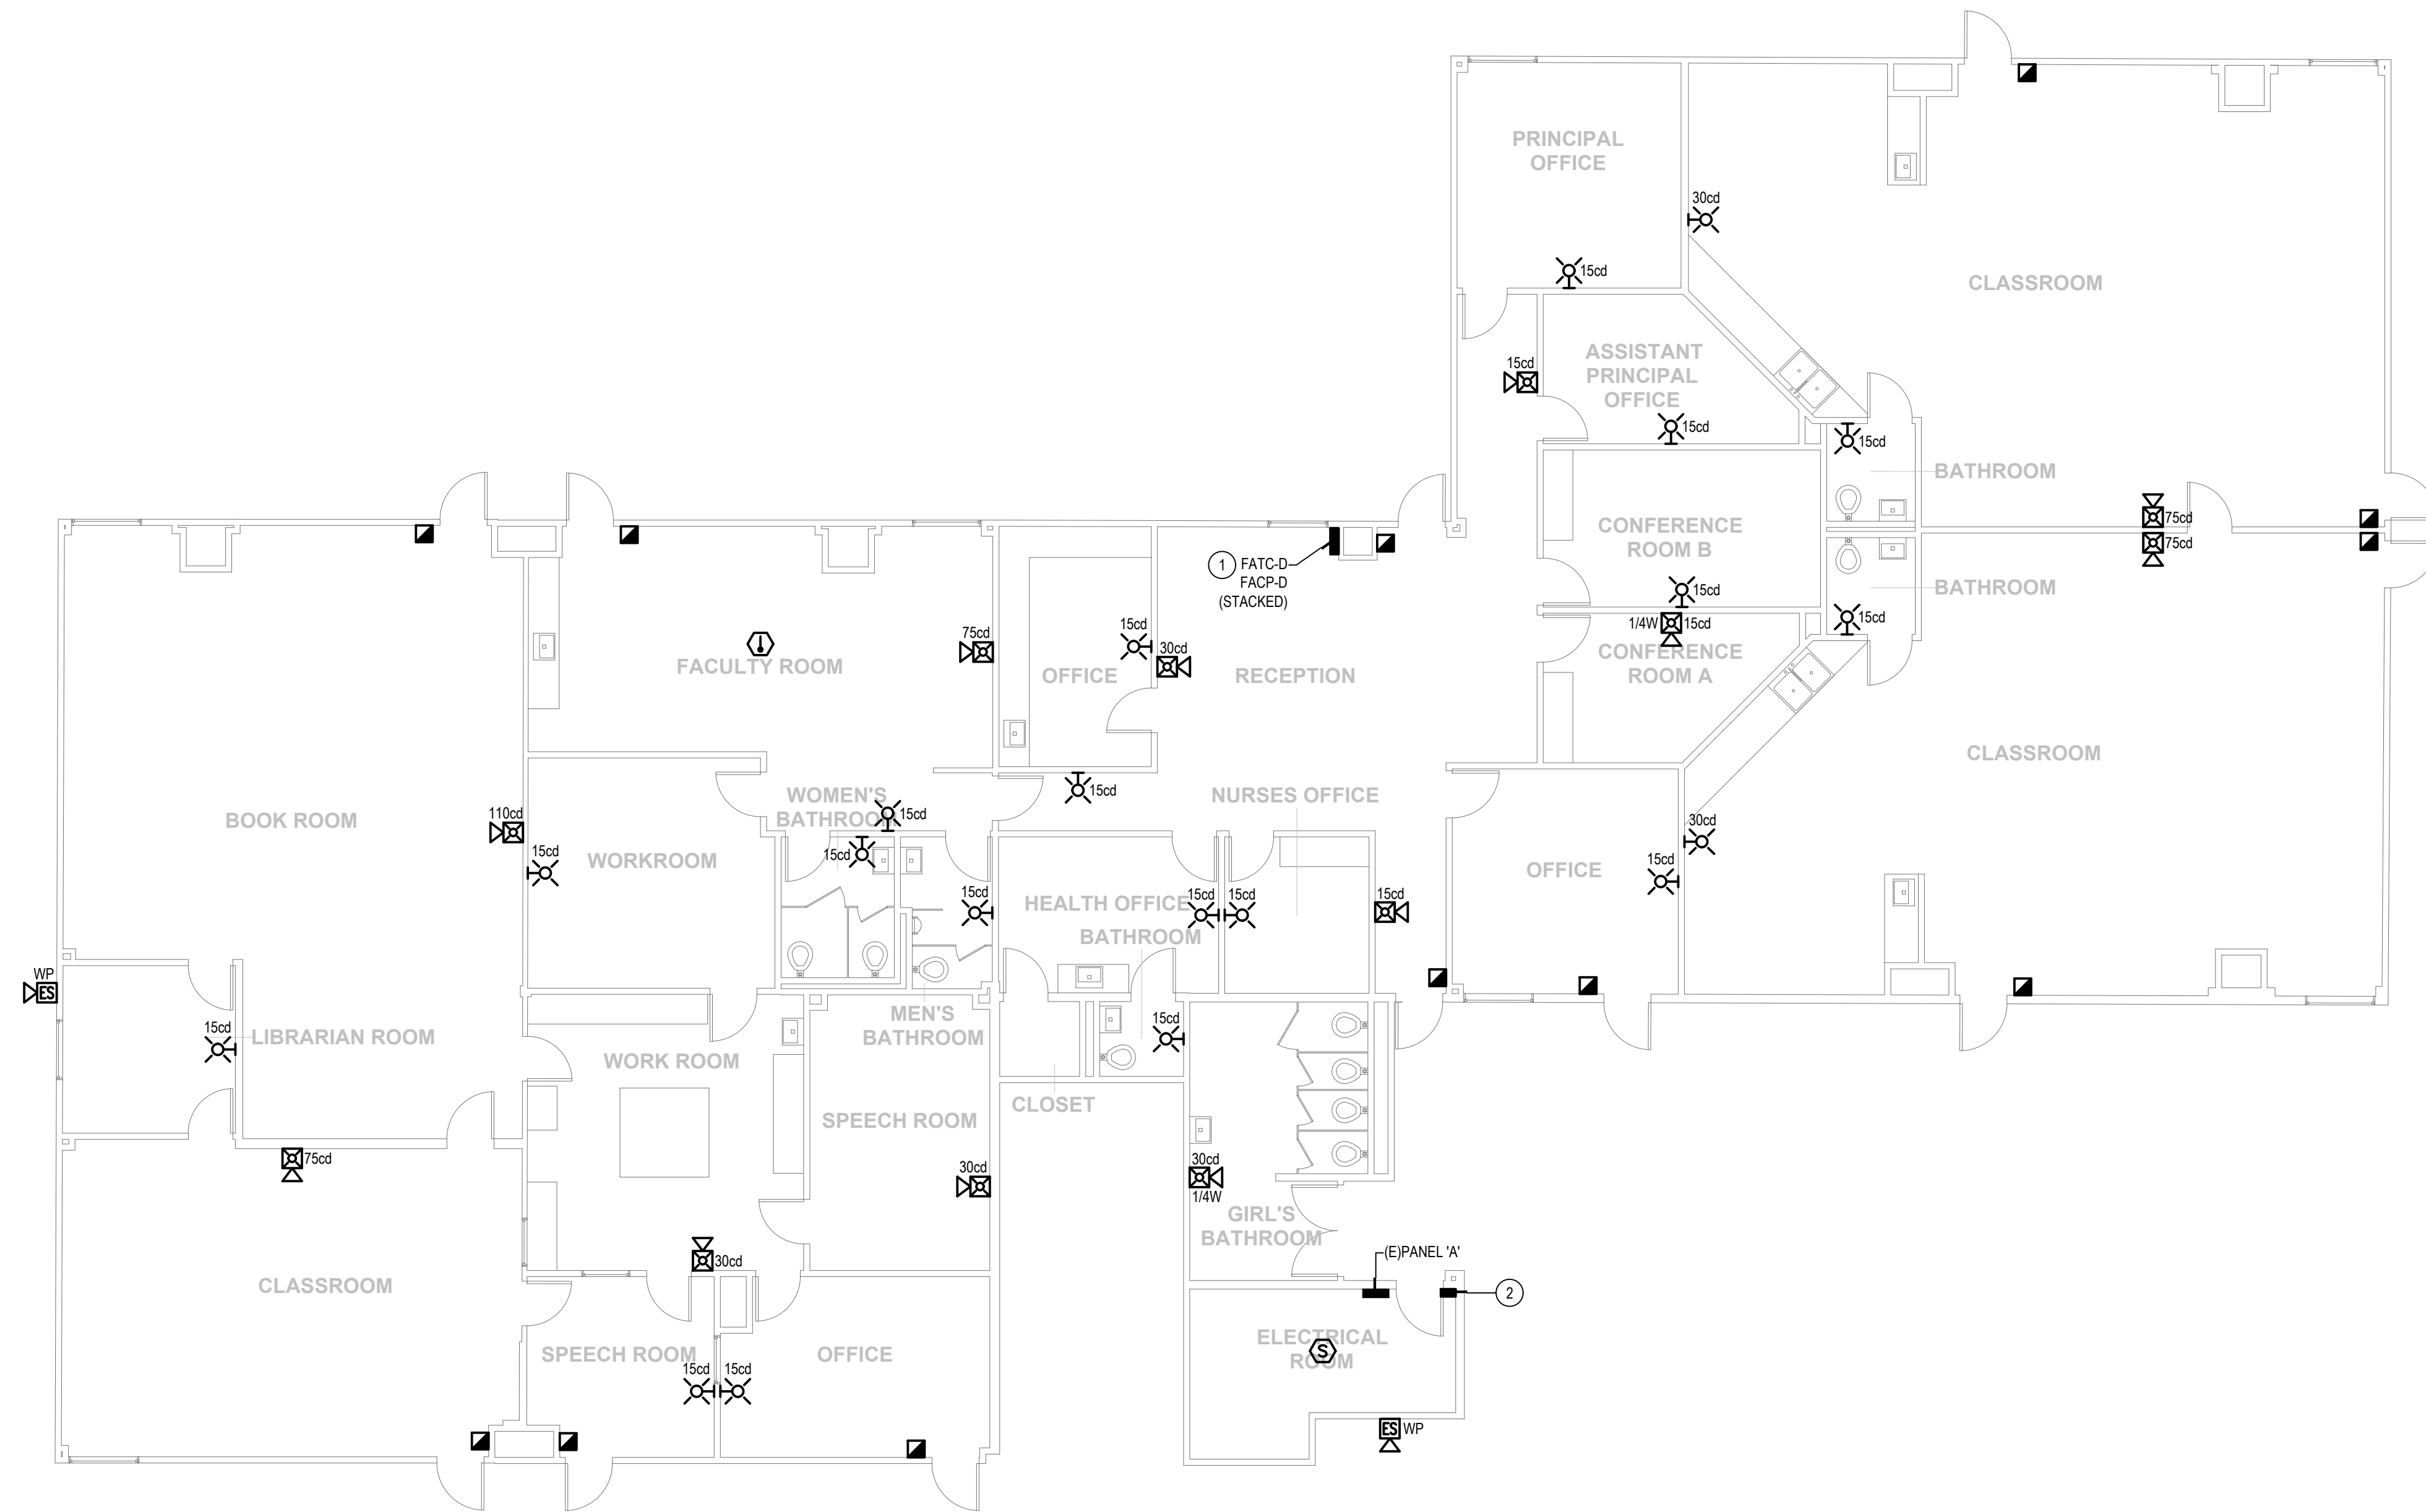 PRINCIPAL
OFFICE
30cd
15cd
CLASSROOM
15cd
ASSISTANT
PRINCIPAL
OFFICE
15cd
15cd
BATHROOM
75cd
75cd
CONFERENCE
ROOM B
15cd
BATHROOM
15cd
1/4W
15cd
CONFERENCE
ROOM A
1
FATC-D
FACP-D
(STACKED)
FACULTY ROOM
75cd
15cd
30cd
OFFICE
RECEPTION
CLASSROOM
BOOK ROOM
110cd
15cd
WORKROOM
WOMEN'S
BATHROOM
15cd
15cd
15cd
NURSES OFFICE
30cd
15cd
OFFICE
15cd
HEALTH OFFICE
15cd
15cd
15cd
BATHROOM
WP
ES
15cd
LIBRARIAN ROOM
WORK ROOM
MEN'S
BATHROOM
15cd
SPEECH ROOM
CLOSET
75cd
30cd
30cd
1/4W
GIRL'S
BATHROOM
CLASSROOM
30cd
(E)PANEL 'A'
2
SPEECH ROOM
15cd
15cd
OFFICE
ELECTRICAL
ROOM
S
ES
WP